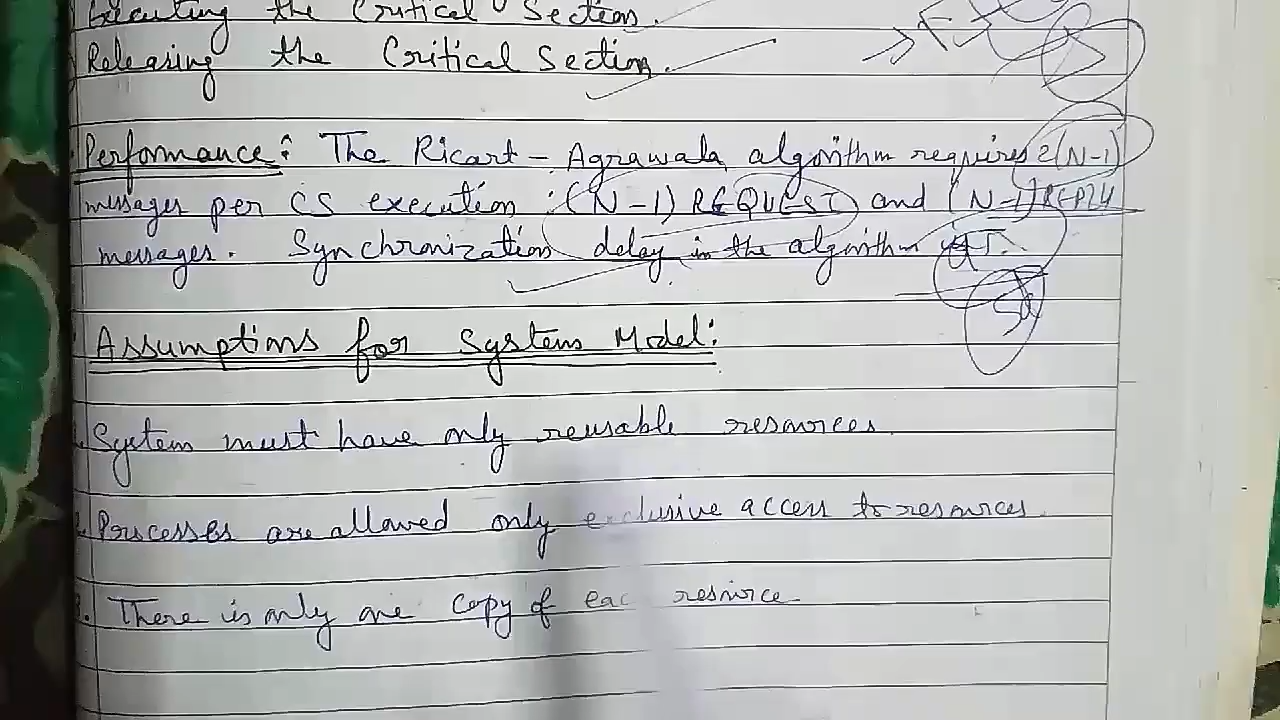 Executing the Critical Section.
Releasing the Critical Section.
Performance: The Ricart - Agrawala algorithm requires 2(N-1)
messages per CS execution : (N-1) REQUEST and (N-1) REPLY
messages. Synchronization delay in the algorithm T.
Assumptions for System Model:
1. System must have only reusable resources.
2. Processes are allowed only exclusive access to resources.
3. There is only one copy of eac resource.